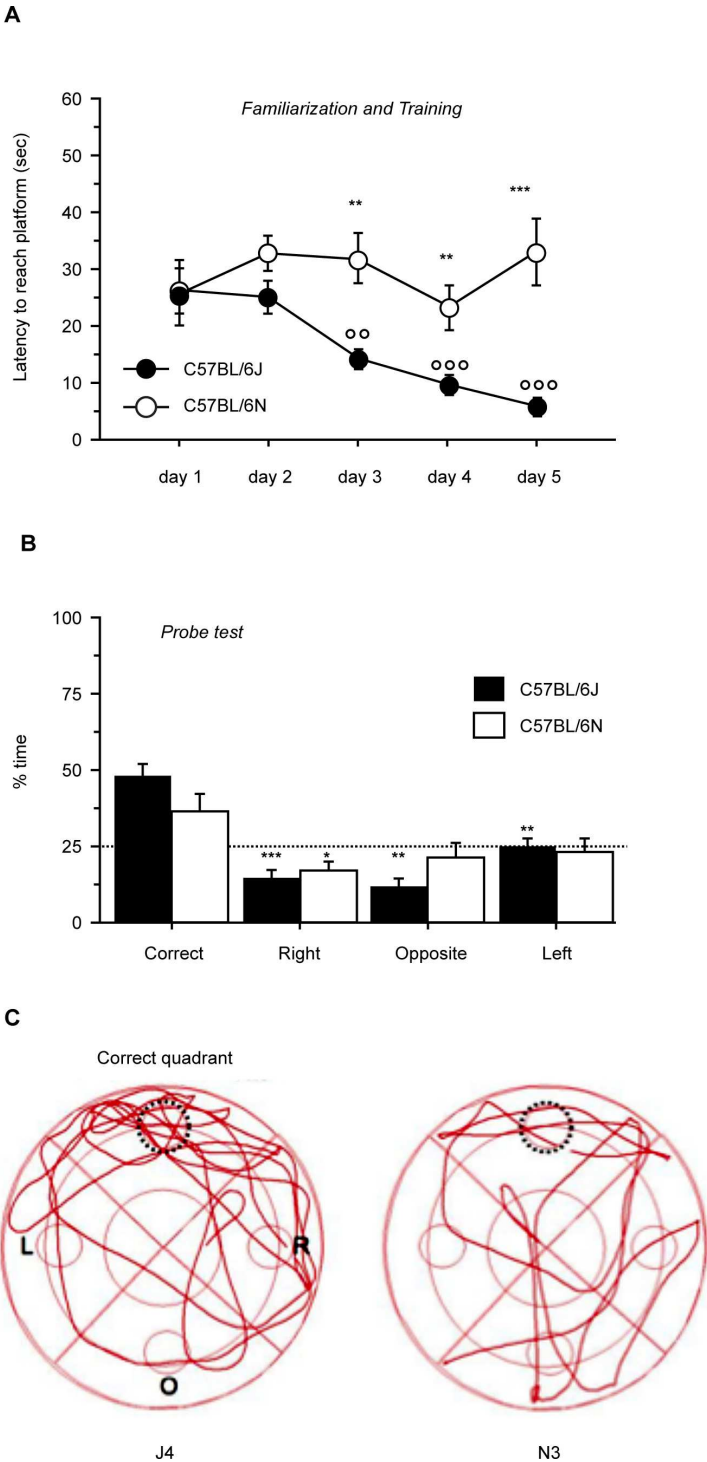 A
Familiarization and Training
Latency to reach platform (sec)
60
50
40
30
20
10
0
**
**
***
°°
°°°
°°°
C57BL/6J
C57BL/6N
day 1
day 2
day 3
day 4
day 5
B
Probe test
% time
100
75
50
25
0
C57BL/6J
C57BL/6N
***
*
**
**
Correct
Right
Opposite
Left
C
Correct quadrant
L
R
O
J4
N3